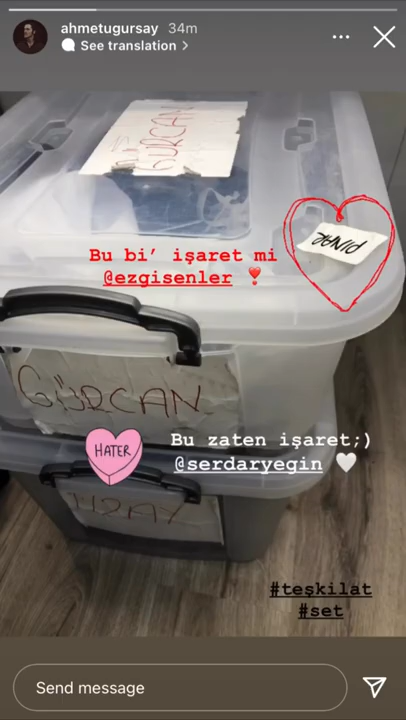 ahmetugursay 34m
See translation >
GÜRCAN
PINAR
Bu bi' işaret mi
@ezgisenler
GÜRCAN
Bu zaten işaret;)
HATER
@serdaryegin
#teşkilat
#set
Send message